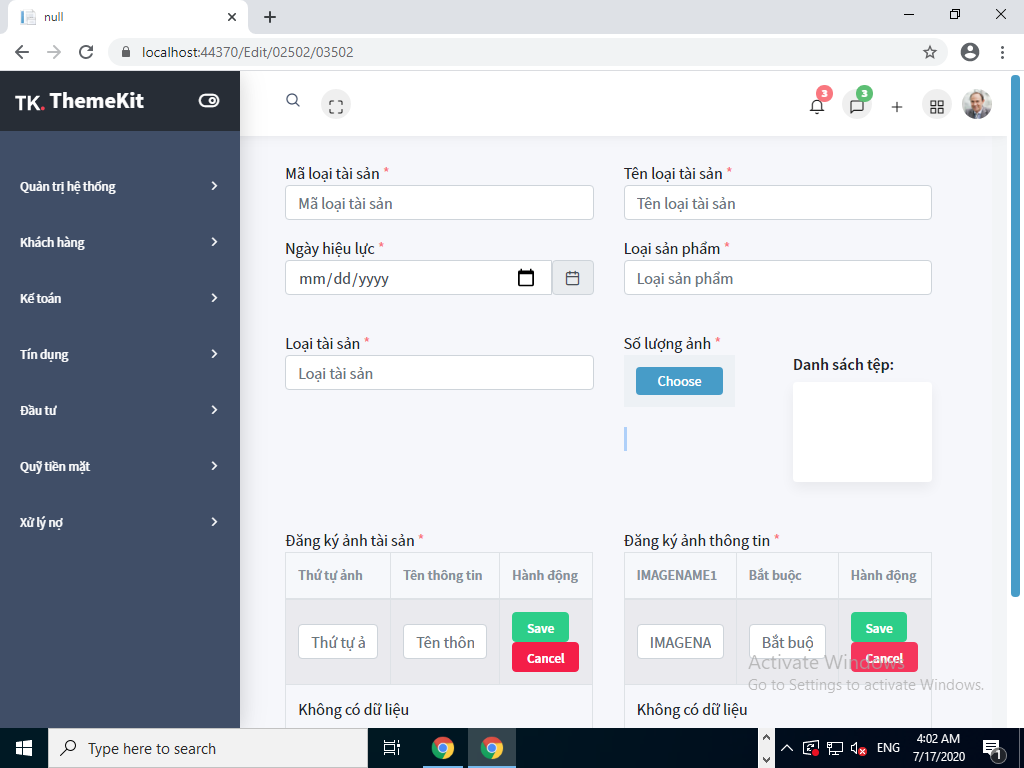 null
localhost:44370/Edit/02502/03502
TK. ThemeKit
3
3
Quản trị hệ thống
Khách hàng
Kế toán
Tín dụng
Đầu tư
Quỹ tiền mặt
Xử lý nợ
Mã loại tài sản *
Tên loại tài sản *
Mã loại tài sản
Tên loại tài sản
Ngày hiệu lực *
Loại sản phẩm *
mm/dd/yyyy
Loại sản phẩm
Loại tài sản *
Số lượng ảnh *
Loại tài sản
Choose
Danh sách tệp:
Đăng ký ảnh tài sản *
Đăng ký ảnh thông tin *
Thứ tự ảnh Tên thông tin Hành động
IMAGENAME1 Bắt buộc Hành động
Thứ tự ả Tên thôn Save
Cancel
IMAGENA Bắt buộ Save
Cancel
Không có dữ liệu
Không có dữ liệu
Activate Windows
Go to Settings to activate Windows.
Type here to search
ENG
4:02 AM
7/17/2020
1